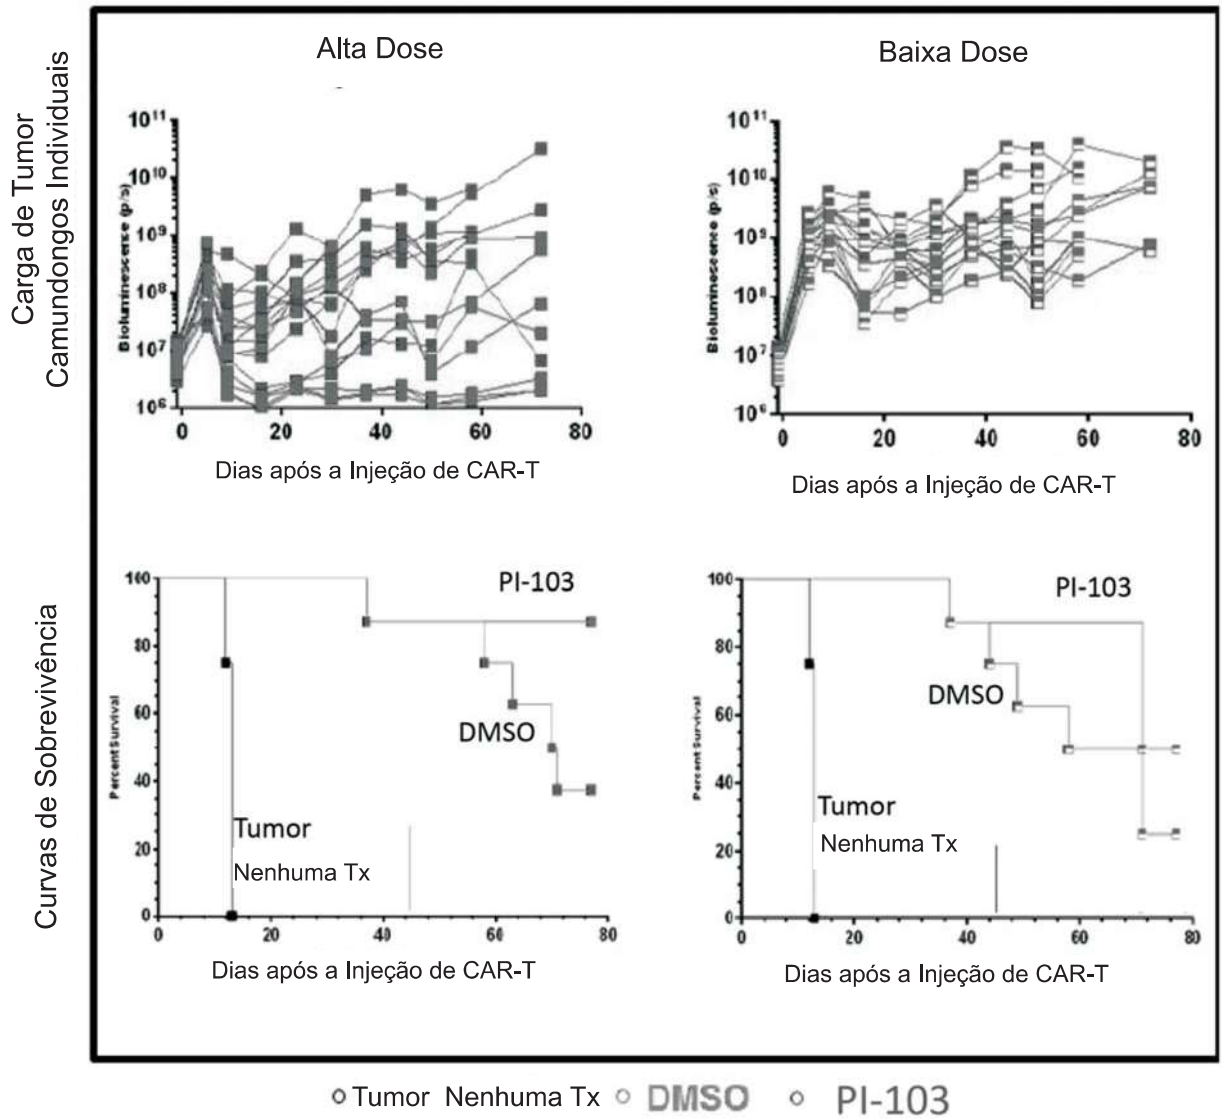 Alta Dose
Baixa Dose
Carga de Tumor
Camundongos Individuais
Bioluminescence (p/s)
10¹¹
10¹⁰
10⁹
10⁸
10⁷
10⁶
0 20 40 60 80
Dias após a Injeção de CAR-T
Bioluminescence (p/s)
10¹¹
10¹⁰
10⁹
10⁸
10⁷
10⁶
0 20 40 60 80
Dias após a Injeção de CAR-T
Curvas de Sobrevivência
Percent Survival
100
80
60
40
20
0
PI-103
DMSO
Tumor
Nenhuma Tx
0 20 40 60 80
Dias após a Injeção de CAR-T
Percent Survival
100
80
60
40
20
0
PI-103
DMSO
Tumor
Nenhuma Tx
0 20 40 60 80
Dias após a Injeção de CAR-T
Tumor Nenhuma Tx DMSO PI-103